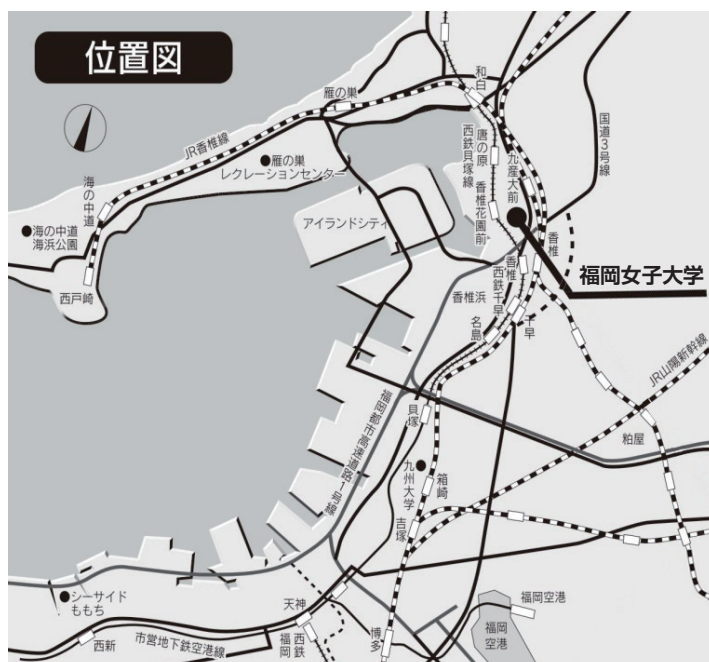 位置図
和白
雁の巣
国道3号線
JR香椎線
唐の原
西鉄貝塚線
九産大前
雁の巣
レクレーションセンター
海の中道
香椎花園前
アイランドシティ
海の中道
海浜公園
香椎
香椎
福岡女子大学
西戸崎
香椎浜
西鉄千早
千早
名島
JR山陽新幹線
貝塚
福岡都市高速道路1号線
粕屋
九州大学
箱崎
吉塚
シーサイド
ももち
天神
福岡空港
西新
市営地下鉄空港線
西鉄
福岡
博多
福岡
空港